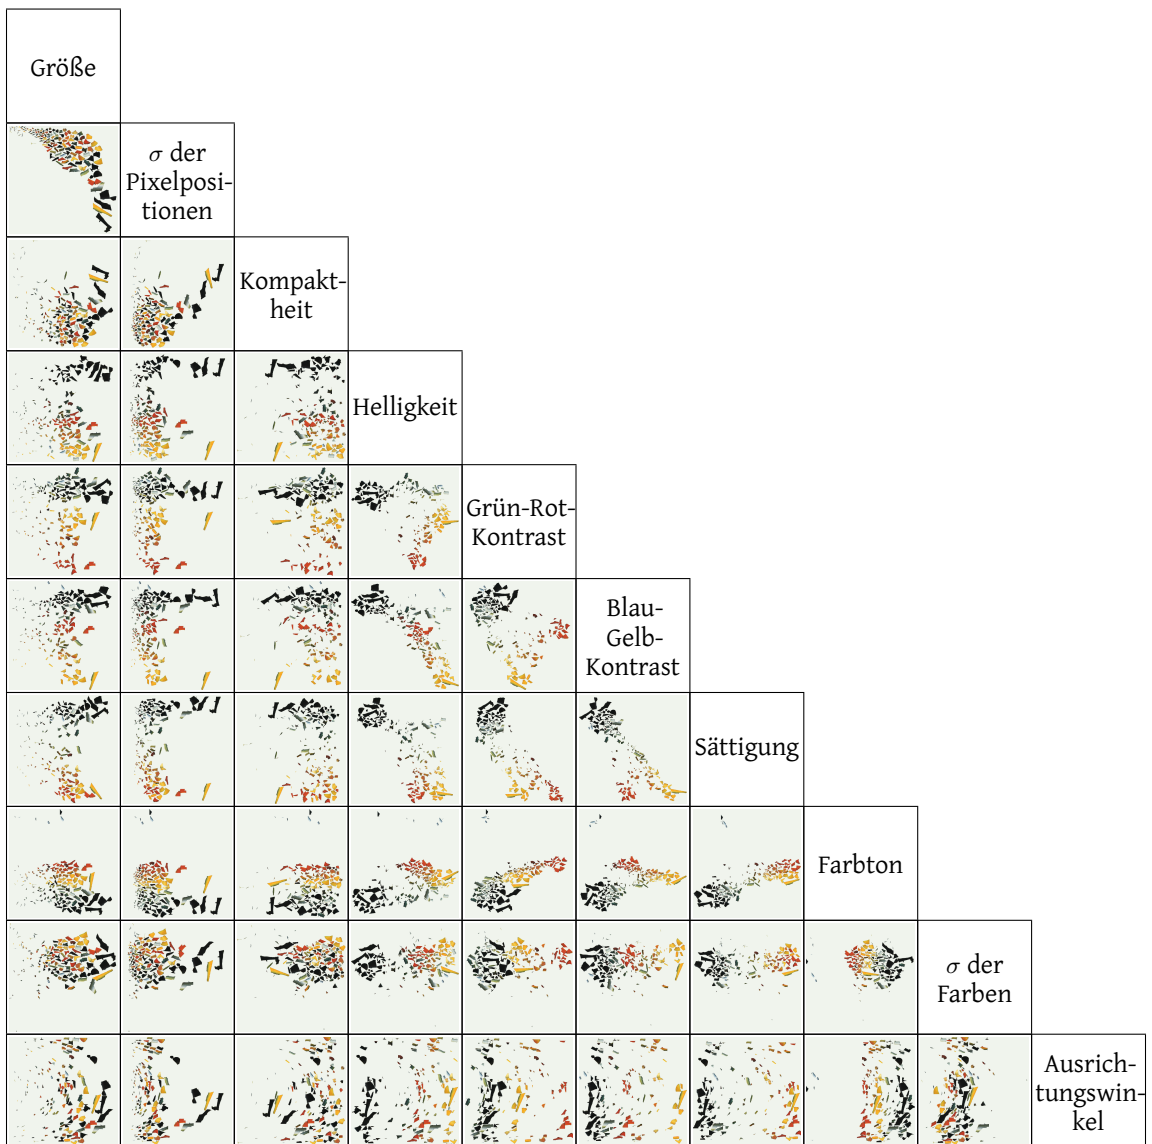 Größe
σ der
Pixelposi-
tionen
Kompakt-
heit
Helligkeit
Grün-Rot-
Kontrast
Blau-
Gelb-
Kontrast
Sättigung
Farbton
σ der
Farben
Ausrich-
tungswin-
kel